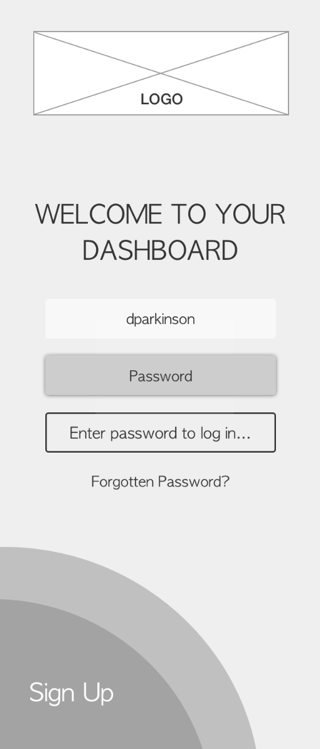 LOGO
WELCOME TO YOUR
DASHBOARD
dparkinson
Password
Enter password to log in...
Forgotten Password?
Sign Up